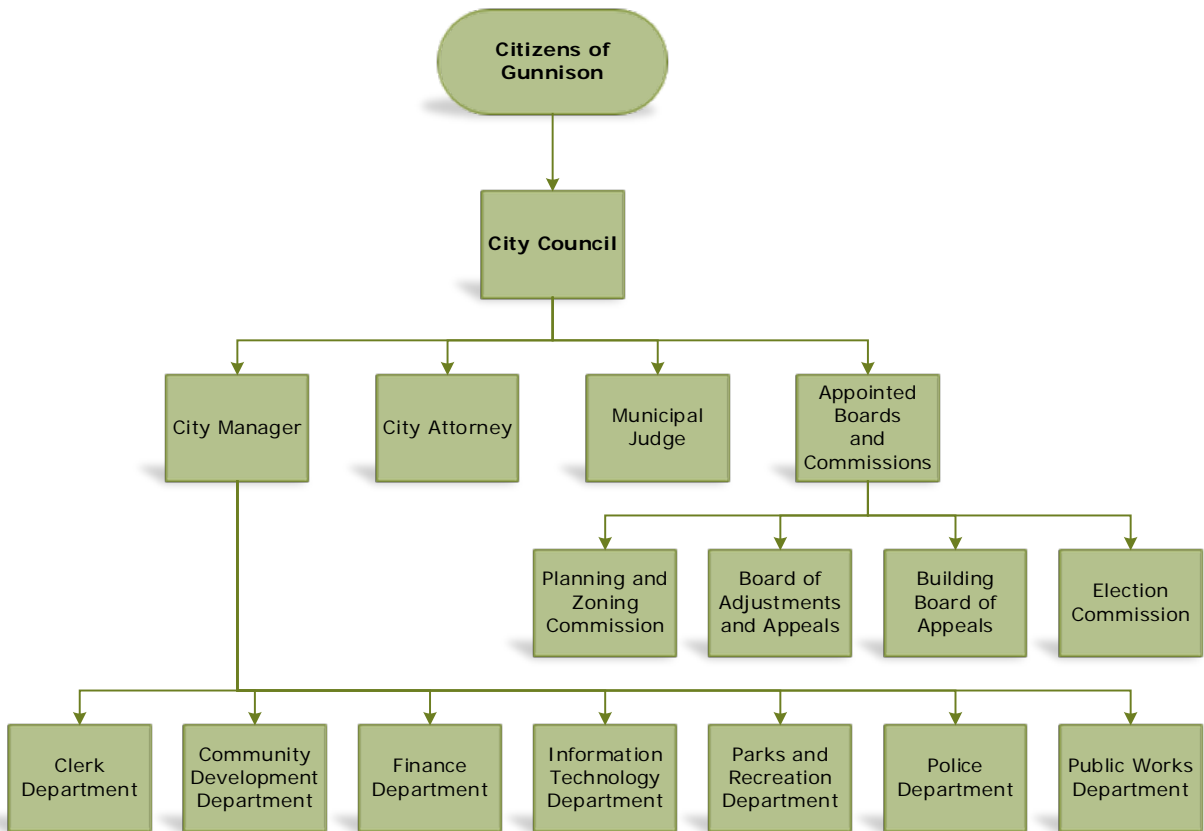 Citizens of
Gunnison
City Council
City Manager
City Attorney
Municipal
Judge
Appointed
Boards
and
Commissions
Planning and
Zoning
Commission
Board of
Adjustments
and Appeals
Building
Board of
Appeals
Election
Commission
Clerk
Department
Community
Development
Department
Finance
Department
Information
Technology
Department
Parks and
Recreation
Department
Police
Department
Public Works
Department